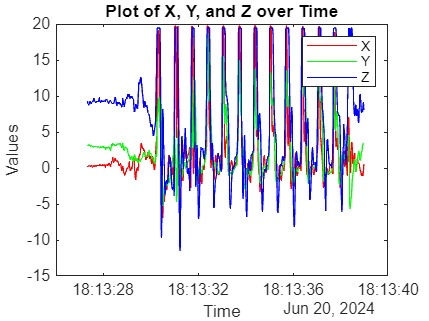 Plot of X, Y, and Z over Time
20
15
10
5
0
-5
-10
-15
Values
X
Y
Z
18:13:28 18:13:32 18:13:36 18:13:40
Time
Jun 20, 2024